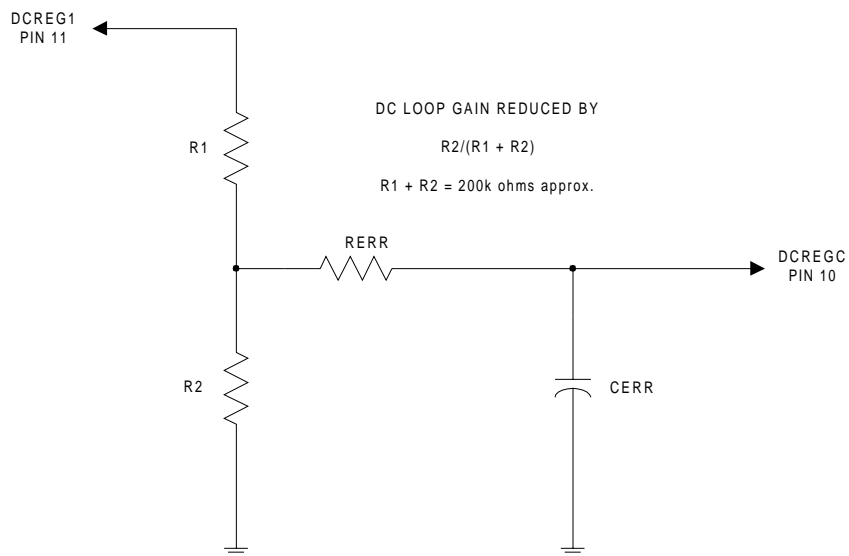 DCREG1
PIN 11
DC LOOP GAIN REDUCED BY
R2/(R1 + R2)
R1 + R2 = 200k ohms approx.
R1
RERR
DCREGC
PIN 10
R2
CERR